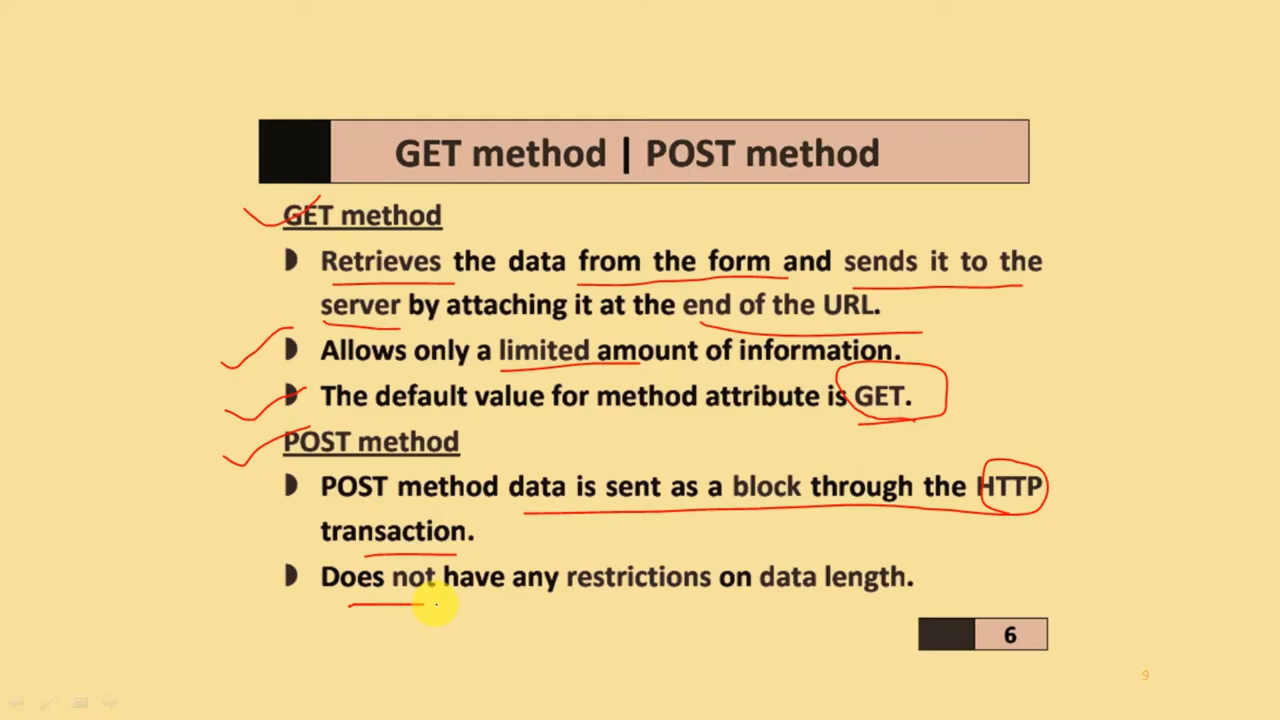 GET method | POST method
GET method
Retrieves the data from the form and sends it to the
server by attaching it at the end of the URL.
Allows only a limited amount of information.
The default value for method attribute is GET.
POST method
POST method data is sent as a block through the HTTP
transaction.
Does not have any restrictions on data length.
6
9